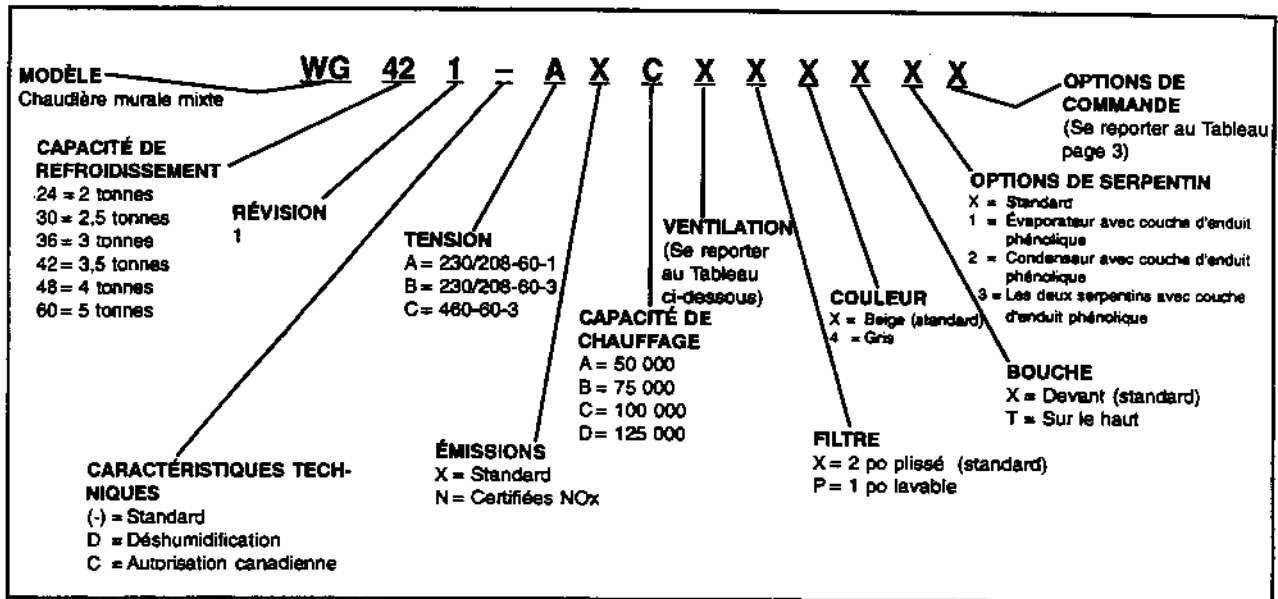 WG 42 1 - A X C X X X X X X
MODÈLE
Chaudière murale mixte
CAPACITÉ DE
REFROIDISSEMENT
24 = 2 tonnes
30 = 2,5 tonnes
36 = 3 tonnes
42 = 3,5 tonnes
48 = 4 tonnes
60 = 5 tonnes
RÉVISION
1
CARACTÉRISTIQUES TECH-
NIQUES
(-) = Standard
D = Déshumidification
C = Autorisation canadienne
TENSION
A = 230/208-60-1
B = 230/208-60-3
C = 460-60-3
ÉMISSIONS
X = Standard
N = Certifiées NOx
CAPACITÉ DE
CHAUFFAGE
A = 50 000
B = 75 000
C = 100 000
D = 125 000
VENTILATION
(Se reporter
au Tableau
ci-dessous)
FILTRE
X = 2 po plissé (standard)
P = 1 po lavable
COULEUR
X = Beige (standard)
4 = Gris
BOUCHE
X = Devant (standard)
T = Sur le haut
OPTIONS DE SERPENTIN
X = Standard
1 = Évaporateur avec couche d'enduit
phénolique
2 = Condenseur avec couche d'enduit
phénolique
3 = Les deux serpentins avec couche
d'enduit phénolique
OPTIONS DE
COMMANDE
(Se reporter au Tableau
page 3)